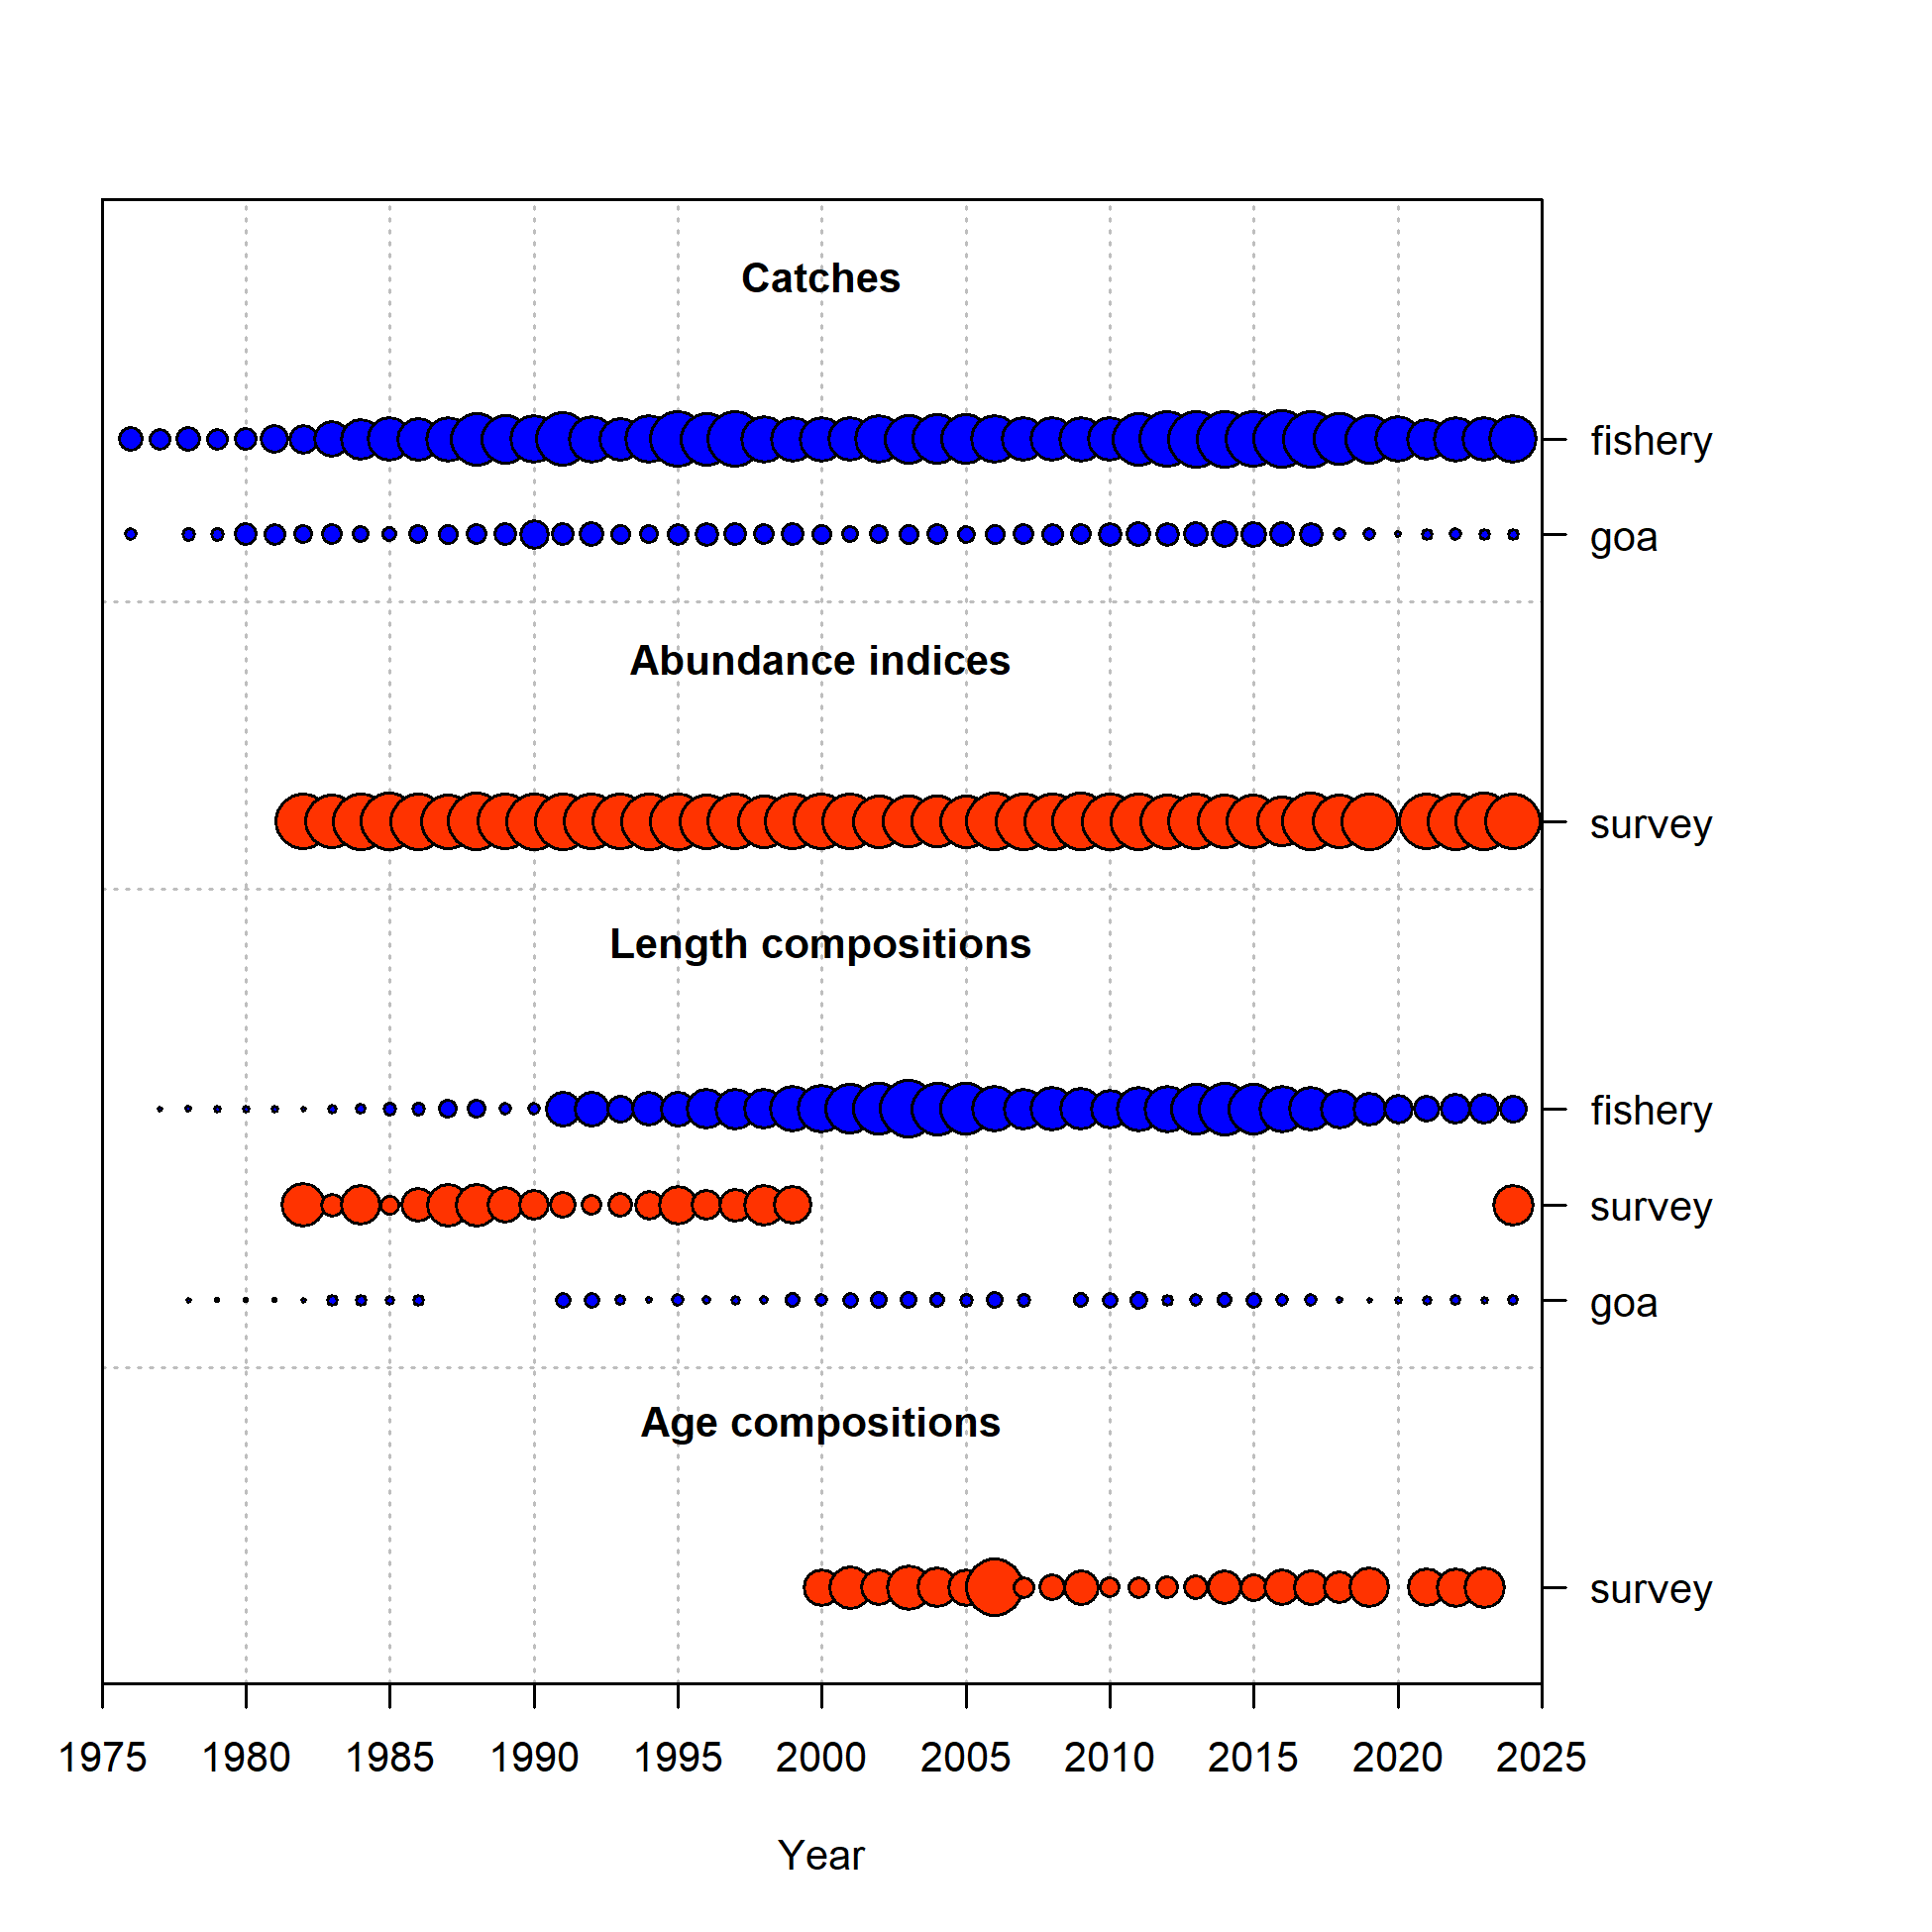 Catches
fishery
goa
Abundance indices
survey
Length compositions
fishery
survey
goa
Age compositions
survey
1975 1980 1985 1990 1995 2000 2005 2010 2015 2020 2025
Year